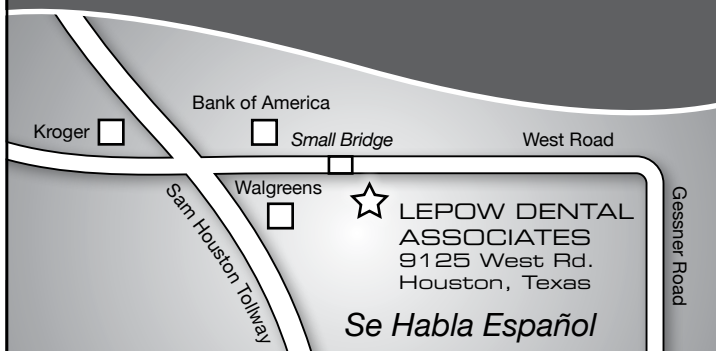 Bank of America
Kroger
Small Bridge
West Road
Walgreens
Sam Houston Tollway
Gessner Road
LEPOW DENTAL
ASSOCIATES
9125 West Rd.
Houston, Texas
Se Habla Español